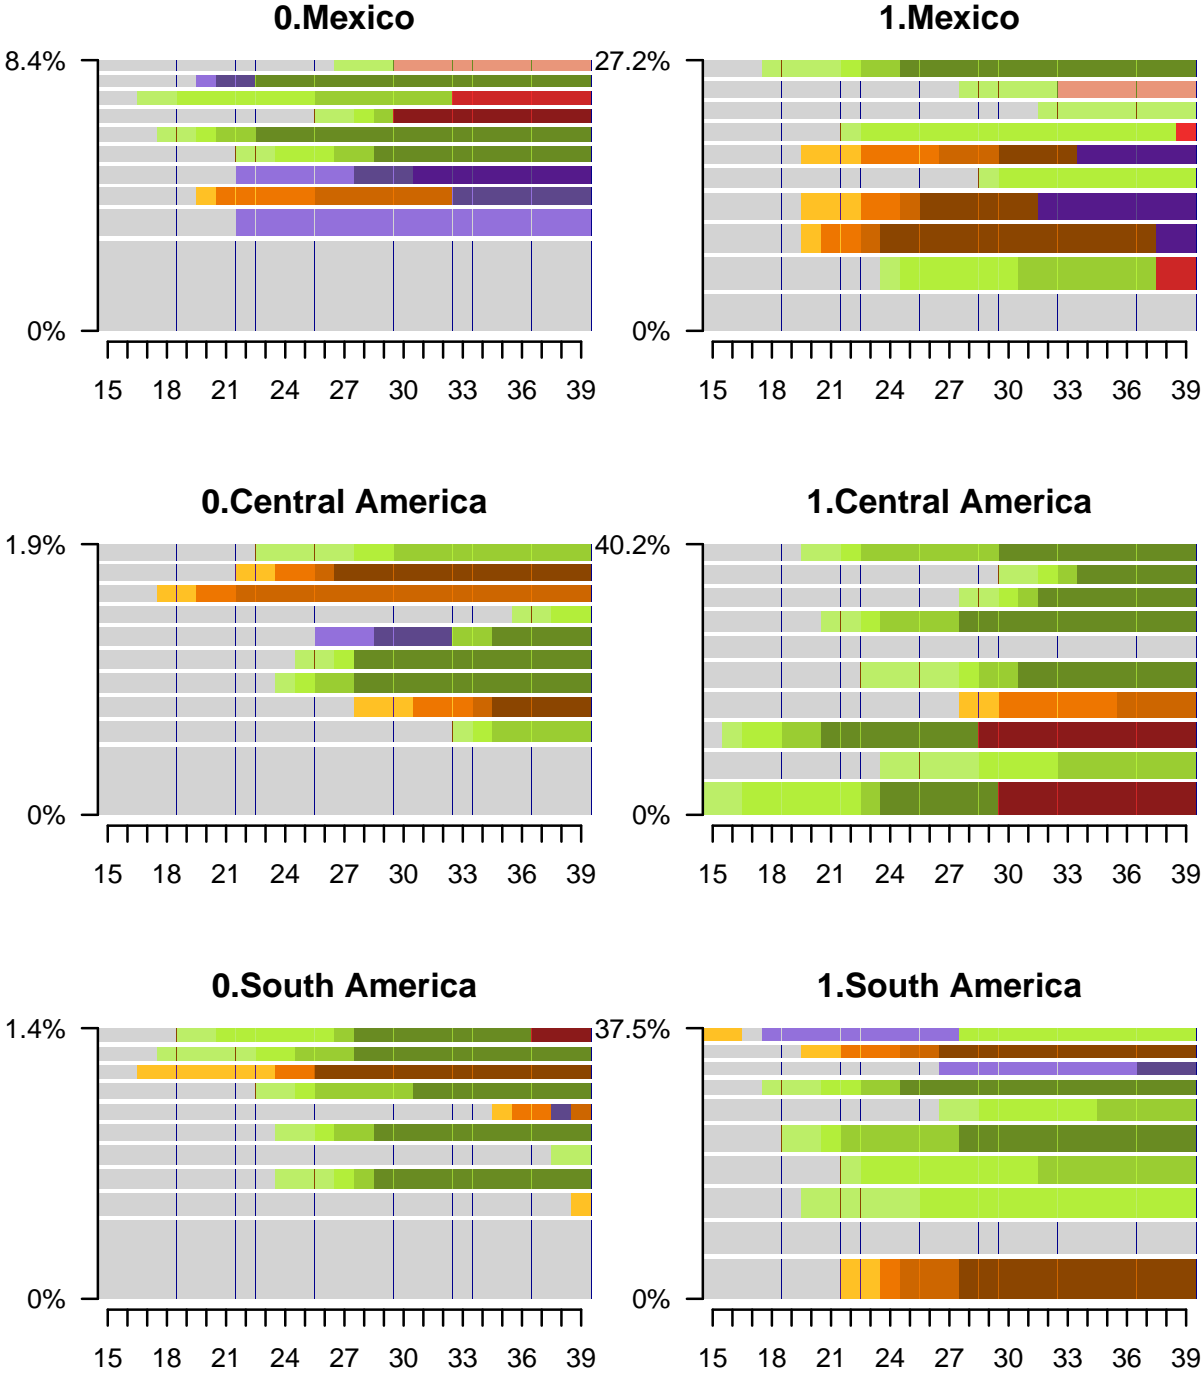 0.Mexico
1.Mexico
8.4%
27.2%
0%
0%
15 18 21 24 27 30 33 36 39
15 18 21 24 27 30 33 36 39
0.Central America
1.Central America
1.9%
40.2%
0%
0%
15 18 21 24 27 30 33 36 39
15 18 21 24 27 30 33 36 39
0.South America
1.South America
1.4%
37.5%
0%
0%
15 18 21 24 27 30 33 36 39
15 18 21 24 27 30 33 36 39